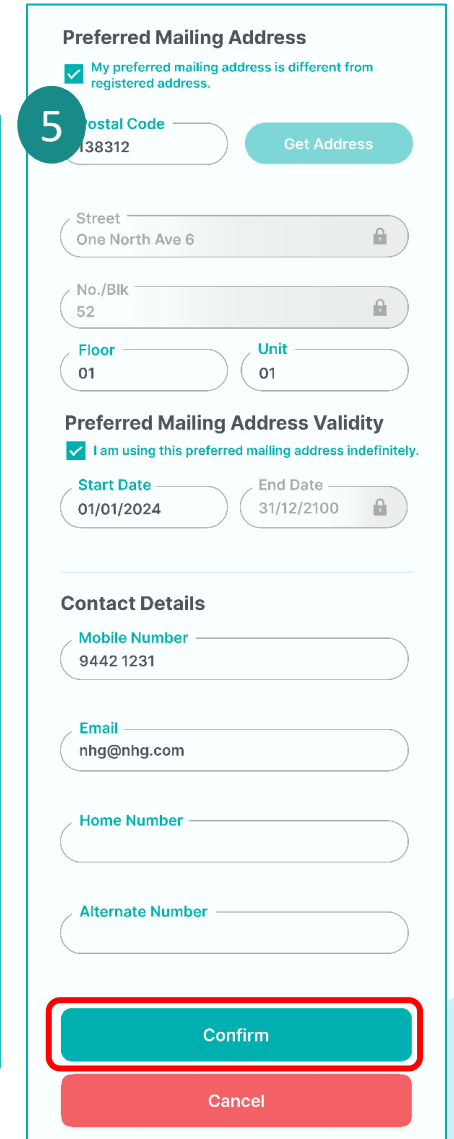 Preferred Mailing Address
My preferred mailing address is different from
registered address.
5
Postal Code
138312
Get Address
Street
One North Ave 6
No./Blk
52
Floor
01
Unit
01
Preferred Mailing Address Validity
I am using this preferred mailing address indefinitely.
Start Date
01/01/2024
End Date
31/12/2100
Contact Details
Mobile Number
9442 1231
Email
nhg@nhg.com
Home Number
Alternate Number
Confirm
Cancel